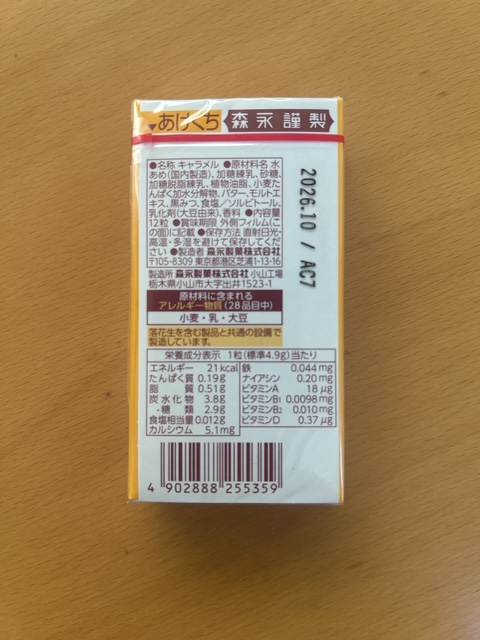 ▼あけくち 森永謹製
●名称 キャラメル ●原材料名 水
あめ(国内製造)、加糖練乳、砂糖、
加糖脱脂練乳、植物油脂、小麦た
んぱく加水分解物、バター、モルトエ
キス、黒みつ、食塩/ソルビトール、
乳化剤(大豆由来)、香料 ●内容量
12粒 ●賞味期限 外側フィルム(こ
の面)に記載 ●保存方法 直射日光・
高温・多湿を避けて保存してくだ
さい ●製造者 森永製菓株式会社
〒105-8309 東京都港区芝浦1-13-16
製造所 森永製菓株式会社 小山工場
栃木県小山市大字出井1523-1
原材料に含まれる
アレルギー物質(28品目中)
小麦・乳・大豆
落花生を含む製品と共通の設備で
製造しています。
栄養成分表示 1粒(標準4.9g)当たり
エネルギー 21kcal
たんぱく質 0.19g
脂質 0.51g
炭水化物 3.8g
-糖類 2.9g
食塩相当量 0.012g
カルシウム 5.1mg
鉄 0.044mg
ナイアシン 0.20mg
ビタミンA 18μg
ビタミンB₁ 0.0098mg
ビタミンB₂ 0.010mg
ビタミンD 0.37μg
2026.10 / AC7
4 902888 255359